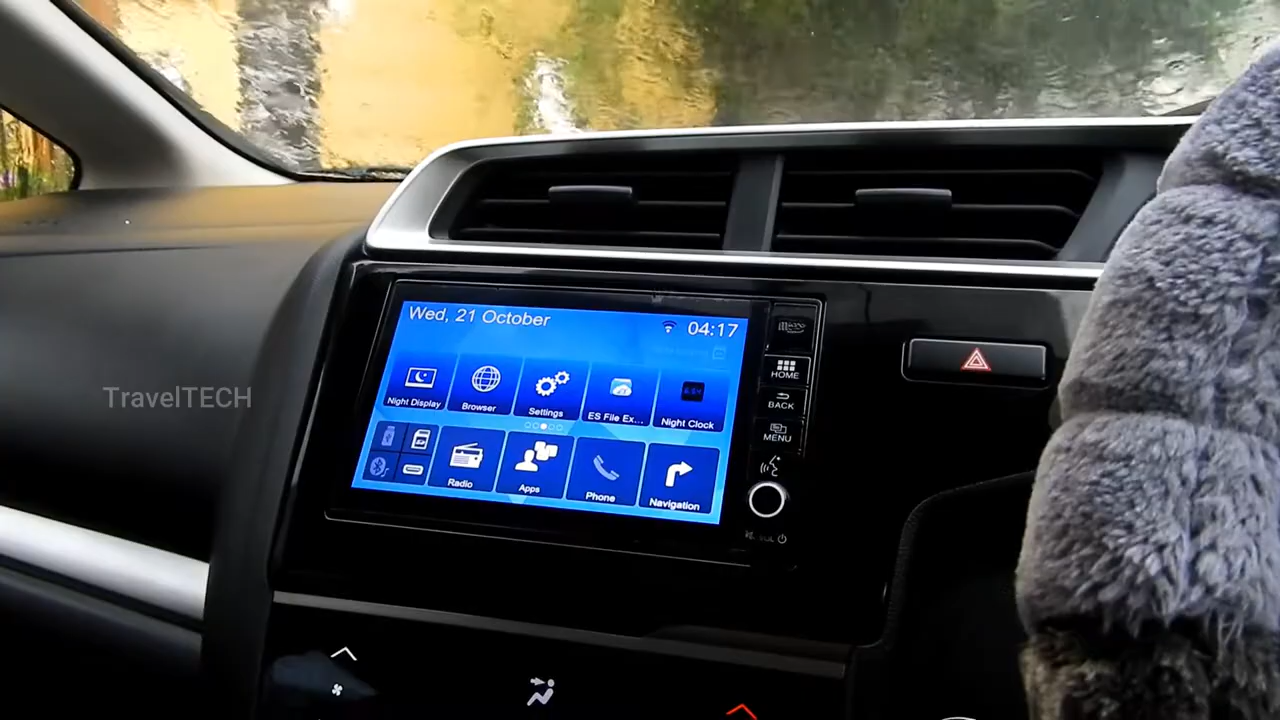 Wed, 21 October
04:17
Night Display
Browser
Settings
ES File Ex...
Night Clock
Radio
Apps
Phone
Navigation
HOME
BACK
MENU
VOL
TravelTECH